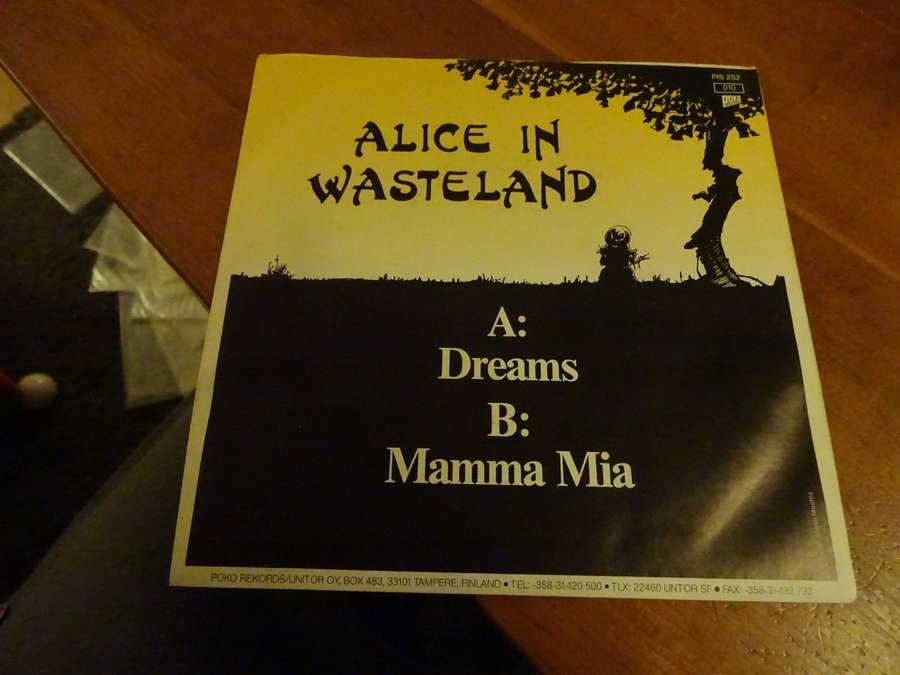 PIS 252
010
ALICE IN
WASTELAND
A:
Dreams
B:
Mamma Mia
POKO REKORDS/UNITOR OY, BOX 483, 33101 TAMPERE, FINLAND ● TEL: -358-31-120 500 ● TLX: 22460 UNTOR SF ● FAX: -358-31-133 732